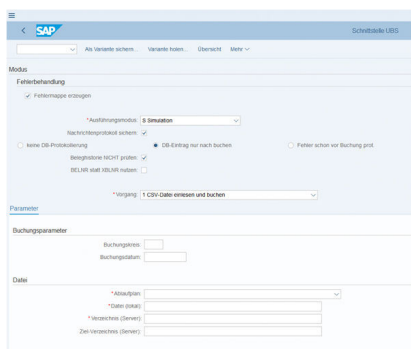 SAP
Schnittstelle UBS
Als Variante sichern... Variante holen... Übersicht Mehr
Modus
Fehlerbehandlung
Fehlermappe erzeugen
*Ausführungsmodus: S Simulation
Nachrichtenprotokoll sichern:
keine DB-Protokollierung DB-Eintrag nur nach buchen Fehler schon vor Buchung prot.
Beleghistorie NICHT prüfen:
BELNR statt XBLNR nutzen:
*Vorgang: 1 CSV-Datei einlesen und buchen
Parameter
Buchungsparameter
Buchungskreis:
Buchungsdatum:
Datei
*Ablaufplan:
*Datei (lokal):
*Verzeichnis (Server):
Ziel-Verzeichnis (Server):